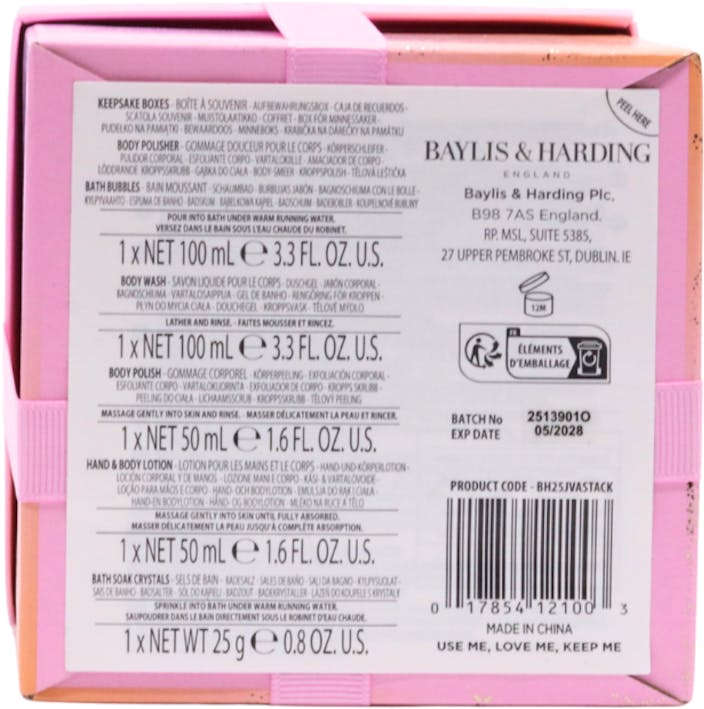 KEEPSAKE BOXES - BOÎTE À SOUVENIR - AUFBEWAHRUNGSBOX - CAJA DE RECUERDOS -
SCATOLA SOUVENIR - MUISTOLAATIKKO - COFFRET - BOX FÖR MINNESSAKER -
PUDEŁKO NA PAMIĄTKI - BEWAARDOOS - MINNEBOKS - KRABIČKA NA DÁREČKY NA PAMÁTKU
BODY POLISHER - GOMMAGE DOUCEUR POUR LE CORPS - KÖRPERSCHLEIFER -
PULIDOR CORPORAL - ESFOLIANTE CORPO - VARTALOKIILLE - AMACIADOR DE CORPO -
LÖDDRANDE KROPPSSKRUBB - GĄBKA DO CIAŁA - BODY-SMEER - KROPPSPOLISH - TĚLOVÁ LEŠTIČKA
BATH BUBBLES - BAIN MOUSSANT - SCHAUMBAD - BURBUJAS JABÓN - BAGNOSCHIUMA CON LE BOLLE -
KYLPYVAAHTO - ESPUMA DE BANHO - BADSKUM - BĄBELKOWA KĄPIEL - BADSCHUIM - BADEBOBLER - KOUPELNOVÉ BUBLINY
POUR INTO BATH UNDER WARM RUNNING WATER.
VERSEZ DANS LE BAIN SOUS L'EAU CHAUDE DU ROBINET.
1 x NET 100 mL ℮ 3.3 FL. OZ. U.S.
BODY WASH - SAVON LIQUIDE POUR LE CORPS - DUSCHGEL - JABÓN CORPORAL -
BAGNOSCHIUMA - VARTALOSAIPPUA - GEL DE BANHO - RENGÖRING FÖR KROPPEN -
PŁYN DO MYCIA CIAŁA - DOUCHEGEL - KROPPSVASK - TĚLOVÉ MÝDLO
LATHER AND RINSE. - FAITES MOUSSER ET RINCEZ.
1 x NET 100 mL ℮ 3.3 FL. OZ. U.S.
BODY POLISH - GOMMAGE CORPOREL - KÖRPERPEELING - EXFOLIACIÓN CORPORAL -
ESFOLIANTE CORPO - VARTALOKUORINTA - EXFOLIADOR DE CORPO - KROPPS SKRUBB -
PEELING DO CIAŁA - LICHAAMSSCRUB - KROPPSSKRUBB - TĚLOVÝ PEELING
MASSAGE GENTLY INTO SKIN AND RINSE. - MASSER DÉLICATEMENT LA PEAU ET RINCER.
1 x NET 50 mL ℮ 1.6 FL. OZ. U.S.
HAND & BODY LOTION - LOTION POUR LES MAINS ET LE CORPS - HAND-UND-KÖRPERLOTION -
LOCIÓN CORPORAL Y DE MANOS - LOZIONE MANI E CORPO - KÄSI- & VARTALOVOIDE -
LOÇÃO PARA MÃOS E CORPO - HAND- OCH BODYLOTION - EMULSJA DO RĄK I CIAŁA -
HAND-EN BODYLOTION - HÅND- OG BODYLOTION - MLÉKO NA RUCE A TĚLO
MASSAGE GENTLY INTO SKIN UNTIL FULLY ABSORBED.
MASSER DÉLICATEMENT LA PEAU JUSQU'À COMPLÈTE ABSORPTION.
1 x NET 50 mL ℮ 1.6 FL. OZ. U.S.
BATH SOAK CRYSTALS - SELS DE BAIN - BADESALZ - SALES DE BAÑO - SALI DA BAGNO - KYLPYSUOLAT -
SAIS DE BANHO - BADSALTER - SÓL DO KĄPIELI - BADZOUT - BADEKRYSTALLER - LÁZEŇ DO KOUPELE S KRYSTALY
SPRINKLE INTO BATH UNDER WARM RUNNING WATER.
SAUPOUDRER DANS LE BAIN DIRECTEMENT SOUS LE ROBINET D'EAU CHAUDE.
1 x NET WT 25 g ℮ 0.8 OZ. U.S.
PEEL HERE
BAYLIS & HARDING
ENGLAND
Baylis & Harding Plc,
B98 7AS England.
RP. MSL, SUITE 5385,
27 UPPER PEMBROKE ST, DUBLIN. IE
12M
FR
ÉLÉMENTS
D'EMBALLAGE
BATCH No 2513901O
EXP DATE 05/2028
PRODUCT CODE - BH25JVASTACK
0 17854 12100 3
MADE IN CHINA
USE ME, LOVE ME, KEEP ME